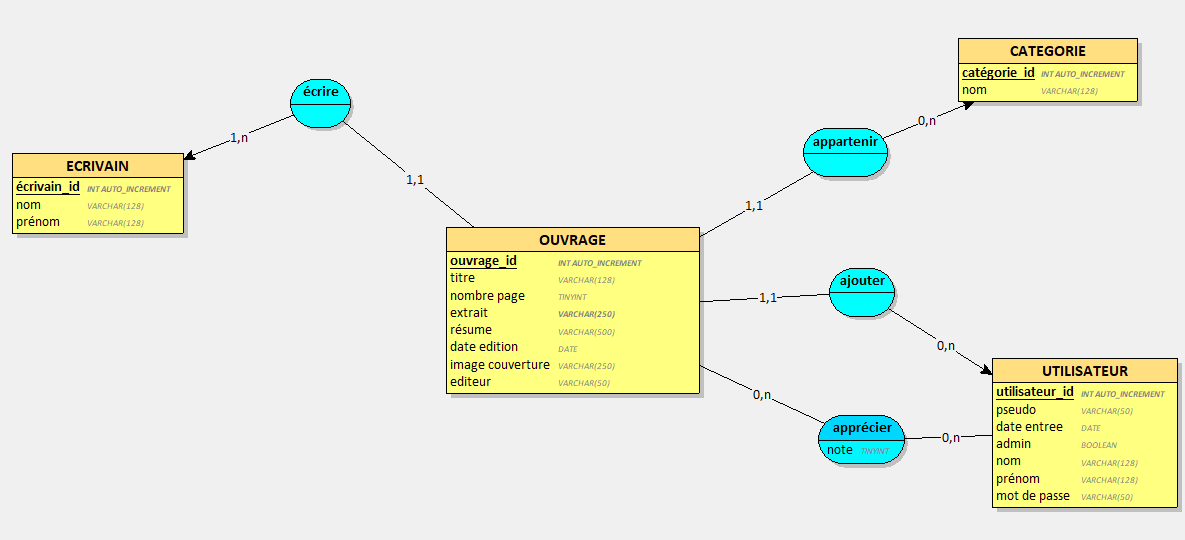 CATEGORIE
catégorie_id INT AUTO_INCREMENT
nom VARCHAR(128)
écrire
0,n
appartenir
1,n
ECRIVAIN
écrivain_id INT AUTO_INCREMENT
nom VARCHAR(128)
prénom VARCHAR(128)
1,1
1,1
OUVRAGE
ouvrage_id INT AUTO_INCREMENT
titre VARCHAR(128)
nombre page TINYINT
extrait VARCHAR(250)
résume VARCHAR(500)
date edition DATE
image couverture VARCHAR(250)
editeur VARCHAR(50)
ajouter
1,1
0,n
UTILISATEUR
utilisateur_id INT AUTO_INCREMENT
pseudo VARCHAR(50)
date entree DATE
admin BOOLEAN
nom VARCHAR(128)
prénom VARCHAR(128)
mot de passe VARCHAR(50)
0,n
apprécier
note TINYINT
0,n